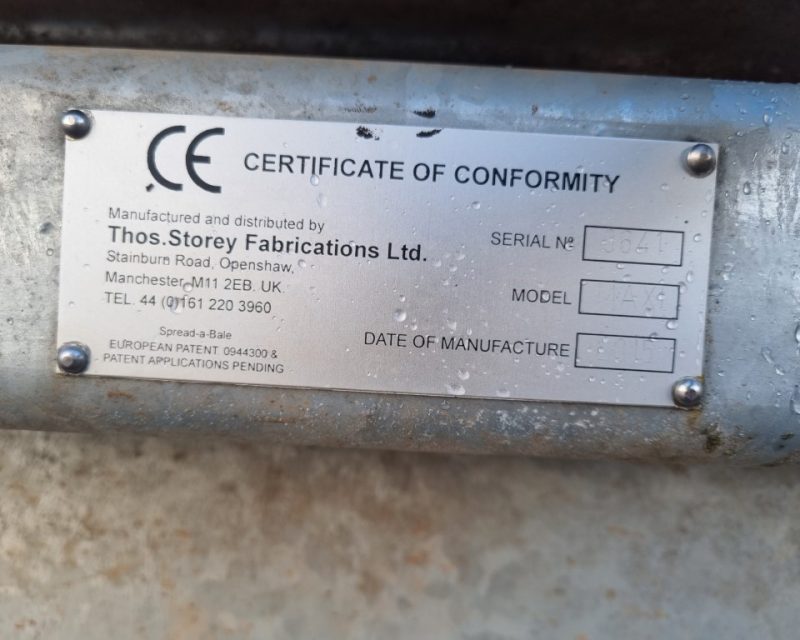 CE CERTIFICATE OF CONFORMITY
Manufactured and distributed by
Thos.Storey Fabrications Ltd.
Stainburn Road, Openshaw,
Manchester, M11 2EB. UK
TEL. 44 (0)161 220 3960
Spread-a-Bale
EUROPEAN PATENT. 0944300 &
PATENT APPLICATIONS PENDING
SERIAL Nº
MODEL
DATE OF MANUFACTURE